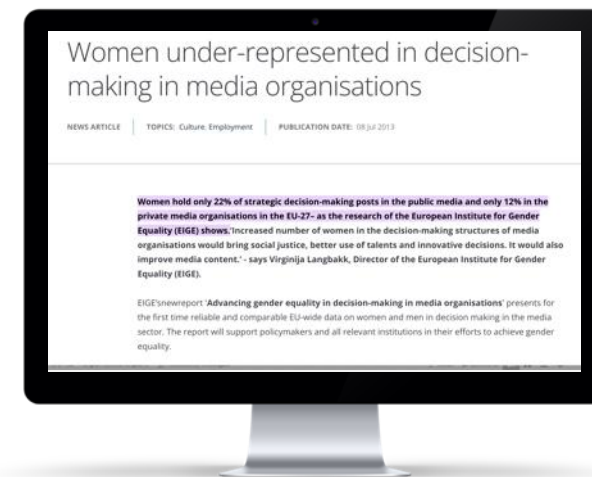 Women under-represented in decision-
making in media organisations
NEWS ARTICLE TOPICS: Culture, Employment PUBLICATION DATE: 08 Jul 2013
Women hold only 22% of strategic decision-making posts in the public media and only 12% in the
private media organisations in the EU-27– as the research of the European Institute for Gender
Equality (EIGE) shows.'Increased number of women in the decision-making structures of media
organisations would bring social justice, better use of talents and innovative decisions. It would also
improve media content.' - says Virginija Langbakk, Director of the European Institute for Gender
Equality (EIGE).
EIGE'snewreport 'Advancing gender equality in decision-making in media organisations' presents for
the first time reliable and comparable EU-wide data on women and men in decision making in the media
sector. The report will support policymakers and all relevant institutions in their efforts to achieve gender
equality.